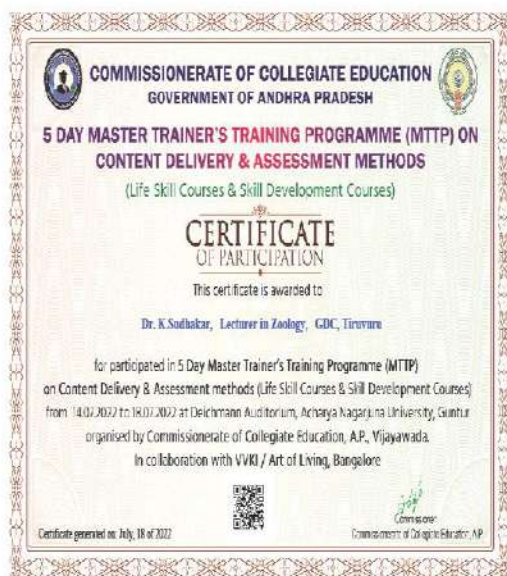 COMMISSIONERATE OF COLLEGIATE EDUCATION
GOVERNMENT OF ANDHRA PRADESH
5 DAY MASTER TRAINER'S TRAINING PROGRAMME (MTTP) ON
CONTENT DELIVERY & ASSESSMENT METHODS
(Life Skill Courses & Skill Development Courses)
CERTIFICATE
OF PARTICIPATION
This certificate is awarded to
Dr. K.Sudhakar, Lecturer in Zoology, GDC, Tiruvuru
for participated in 5 Day Master Trainer's Training Programme (MTTP)
on Content Delivery & Assessment methods (Life Skill Courses & Skill Development Courses)
from 14.07.2022 to 18.07.2022 at Deichmann Auditorium, Acharya Nagarjuna University, Guntur
organised by Commissionerate of Collegiate Education, A.P., Vijayawada.
In collaboration with VVKI / Art of Living, Bangalore
Commissioner
Certificate generated on: July, 18 of 2022
Commissionerate of Collegiate Education, A.P.